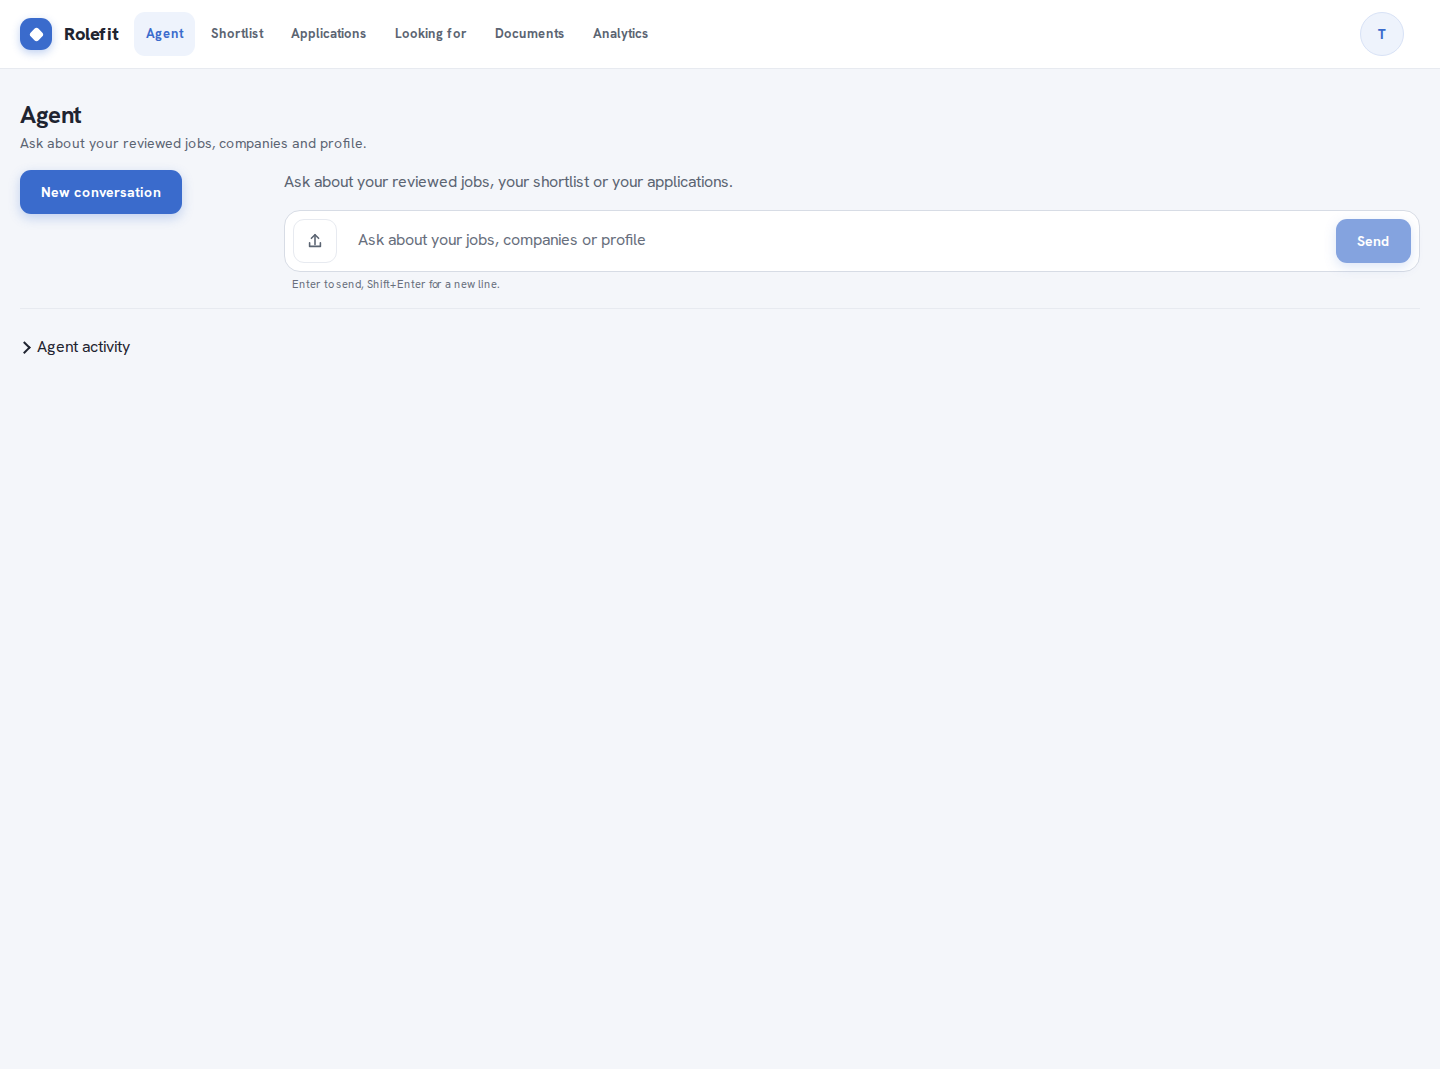 Rolefit Agent Shortlist Applications Looking for Documents Analytics T
Agent
Ask about your reviewed jobs, companies and profile.
New conversation
Ask about your reviewed jobs, your shortlist or your applications.
Ask about your jobs, companies or profile
Send
Enter to send, Shift+Enter for a new line.
Agent activity